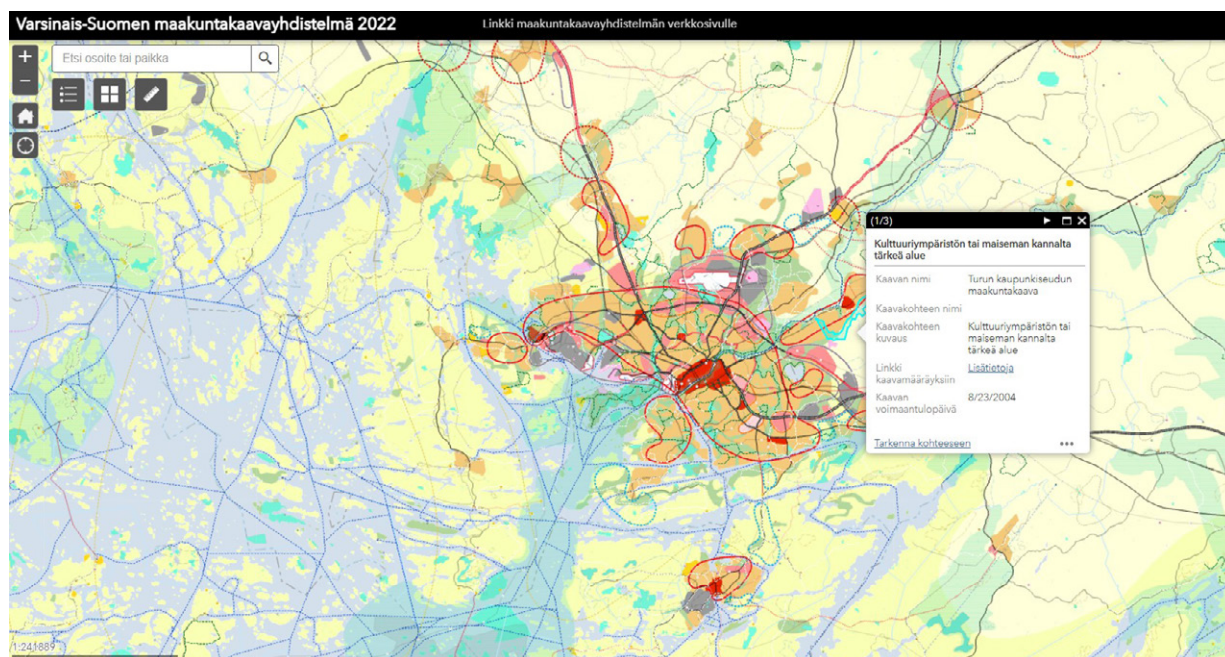 Varsinais-Suomen maakuntakaavayhdistelmä 2022
Linkki maakuntakaavayhdistelmän verkkosivulle
+
Etsi osoite tai paikka
−
(1/3)
Kulttuuriympäristön tai maiseman kannalta
tärkeä alue
Kaavan nimi
Turun kaupunkiseudun
maakuntakaava
Kaavakohteen nimi
Kaavakohteen
kuvaus
Kulttuuriympäristön tai
maiseman kannalta
tärkeä alue
Linkki
kaavamääräyksiin
Lisätietoja
Kaavan
voimaantulopäivä
8/23/2004
Tarkenna kohteeseen
1:241889